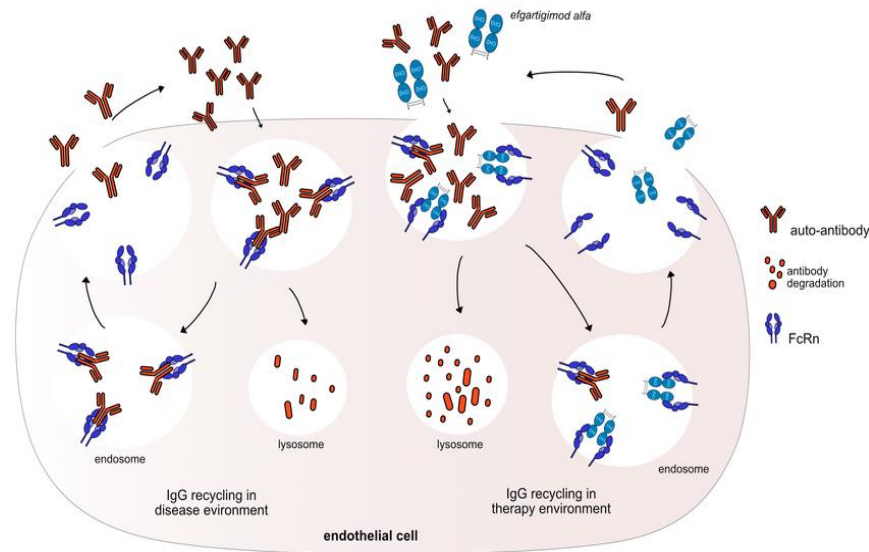 efgartigimod alfa
auto-antibody
antibody
degradation
FcRn
endosome
lysosome
lysosome
endosome
IgG recycling in
disease evironment
IgG recycling in
therapy environment
endothelial cell